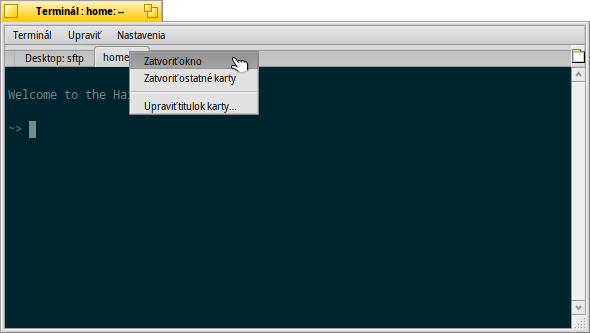 Terminál : home: --
Terminál Upraviť Nastavenia
Desktop: sftp home
Zatvoriť okno
Zatvoriť ostatné karty
Upraviť titulok karty...
Welcome to the
~>